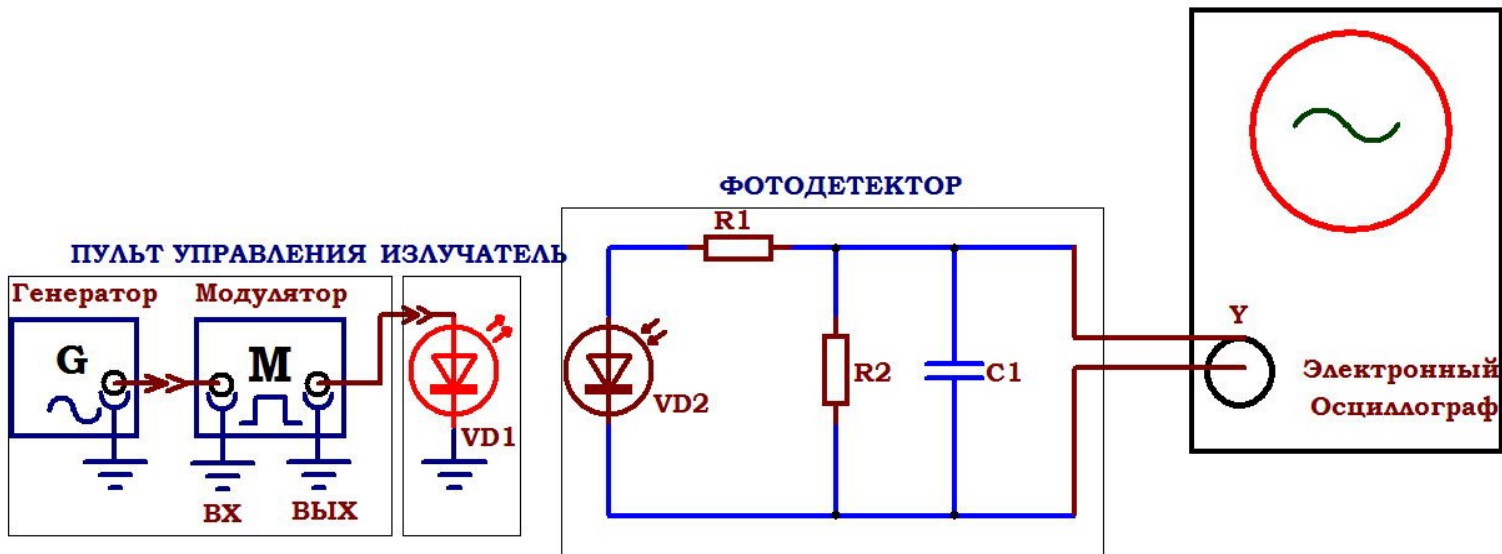 ФОТОДЕТЕКТОР
ПУЛЬТ УПРАВЛЕНИЯ ИЗЛУЧАТЕЛЬ
Генератор Модулятор
G
M
R1
R2
C1
VD1
VD2
ВХ
ВЫХ
Y
Электронный
Осциллограф